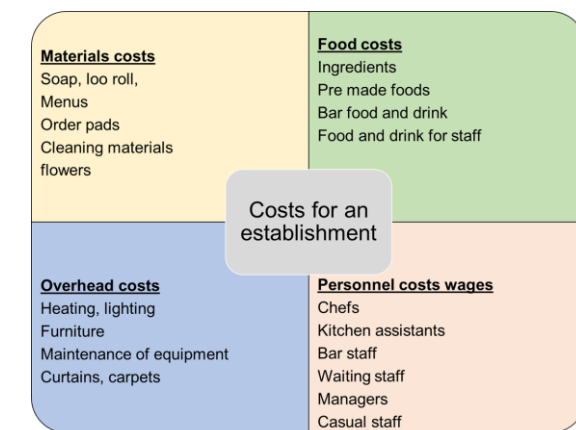 Materials costs
Soap, loo roll,
Menus
Order pads
Cleaning materials
flowers
Food costs
Ingredients
Pre made foods
Bar food and drink
Food and drink for staff
Costs for an
establishment
Overhead costs
Heating, lighting
Furniture
Maintenance of equipment
Curtains, carpets
Personnel costs wages
Chefs
Kitchen assistants
Bar staff
Waiting staff
Managers
Casual staff